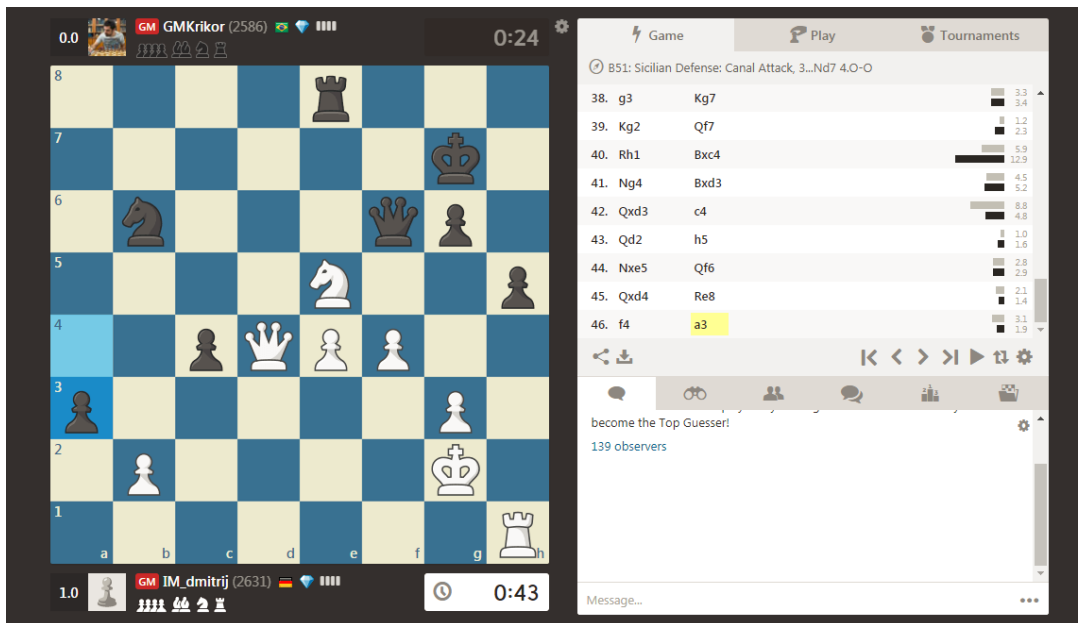 0.0 GM GMKrikor (2586) 0:24
8
7
6
5
4
3
2
1
a b c d e f g h
1.0 GM IM_dmitrij (2631) 0:43
Game Play Tournaments
B51: Sicilian Defense: Canal Attack, 3...Nd7 4.O-O
38. g3 Kg7 3.3
3.4
39. Kg2 Qf7 1.2
2.3
40. Rh1 Bxc4 5.9
12.9
41. Ng4 Bxd3 4.5
5.2
42. Qxd3 c4 8.8
4.8
43. Qd2 h5 1.0
1.6
44. Nxe5 Qf6 2.8
2.9
45. Qxd4 Re8 2.1
1.4
46. f4 a3 3.1
1.9
become the Top Guesser!
139 observers
Message...